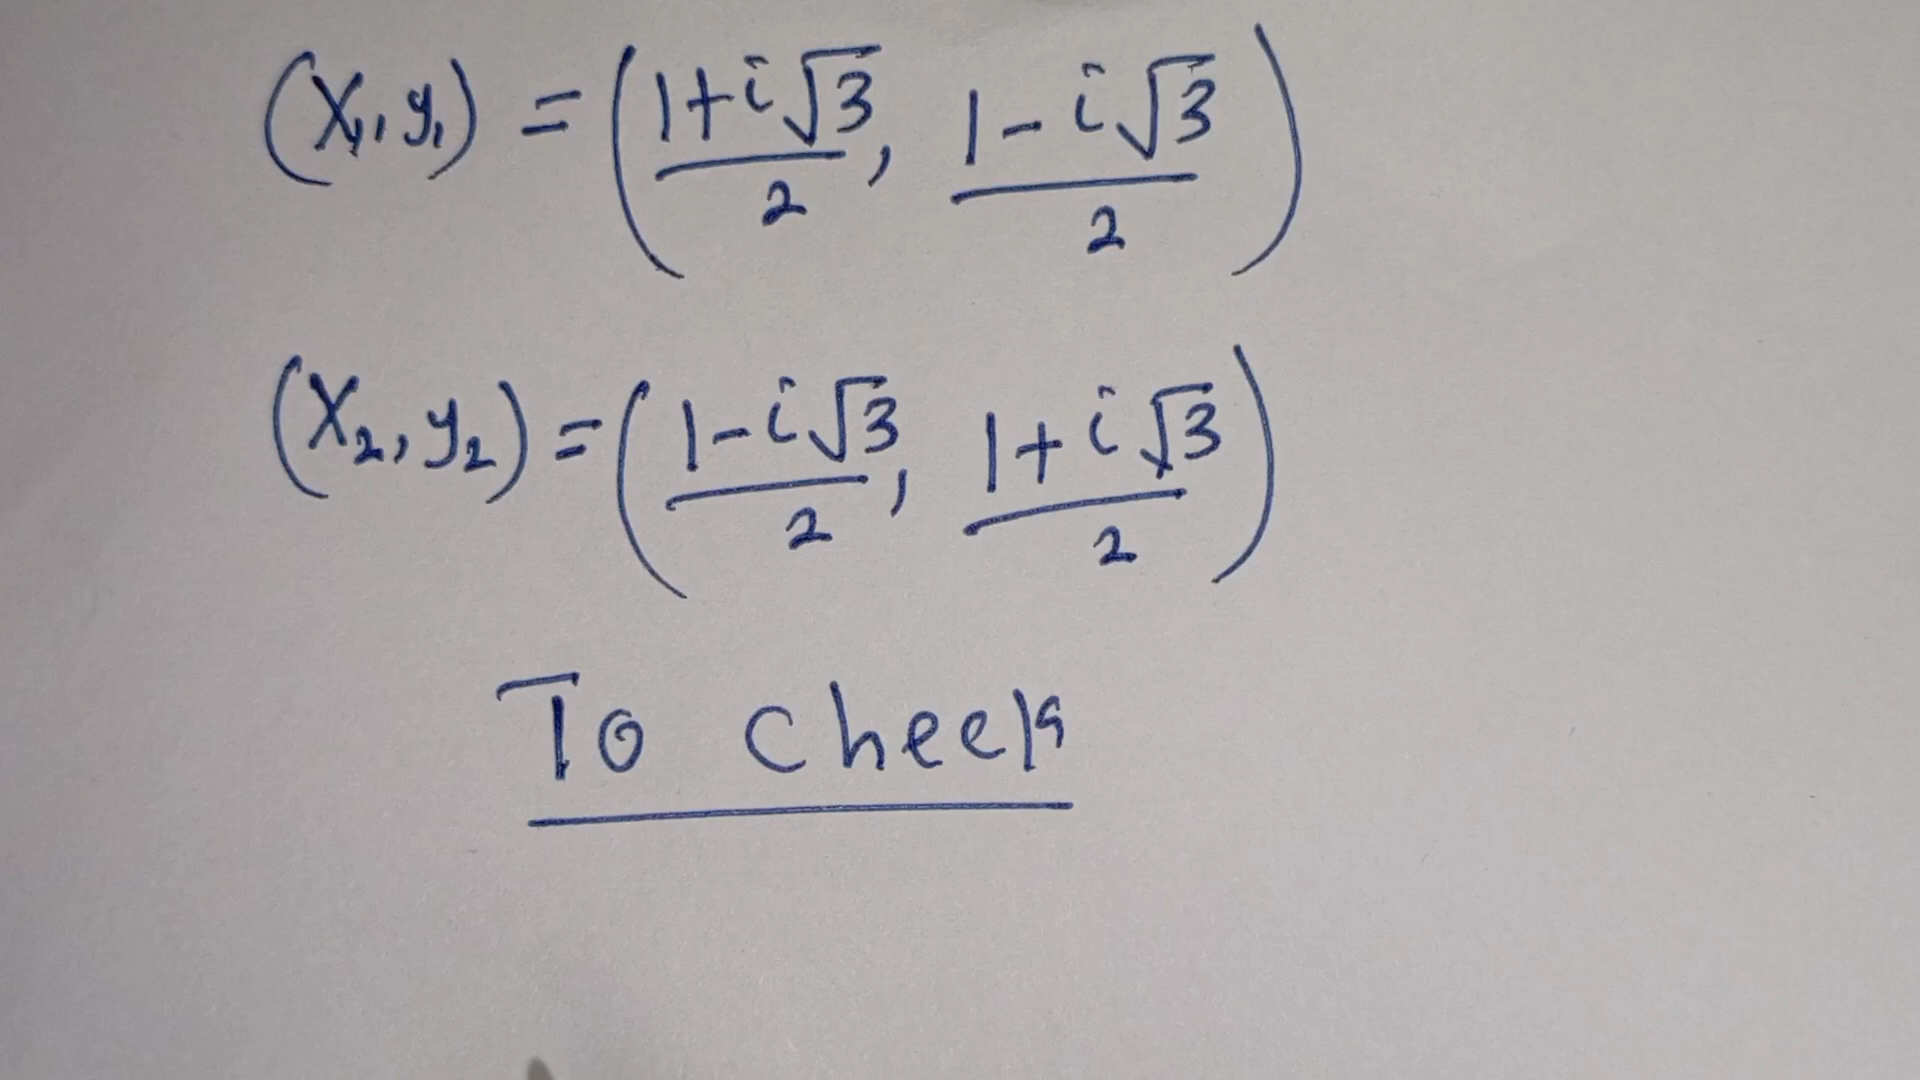 (x₁, y₁) = ((1+i√3)/2, (1-i√3)/2)
(x₂, y₂) = ((1-i√3)/2, (1+i√3)/2)
To check